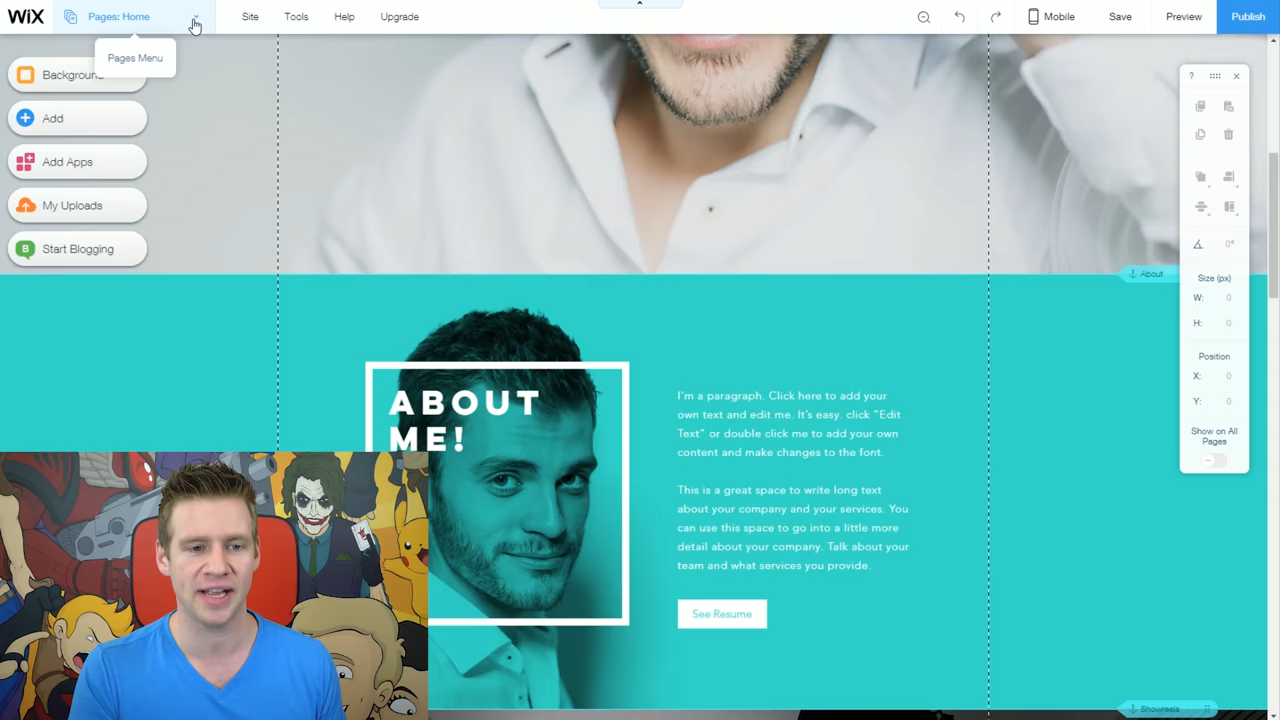 WiX
Pages: Home
Site
Tools
Help
Upgrade
Mobile
Save
Preview
Publish
Pages Menu
Background
Add
Add Apps
My Uploads
B
Start Blogging
?
0°
Size (px)
W: 0
H: 0
Position
X: 0
Y: 0
Show on All
Pages
About
ABOUT
ME!
I'm a paragraph. Click here to add your
own text and edit me. It's easy. click "Edit
Text" or double click me to add your own
content and make changes to the font.
This is a great space to write long text
about your company and your services. You
can use this space to go into a little more
detail about your company. Talk about your
team and what services you provide.
See Resume
Showreels